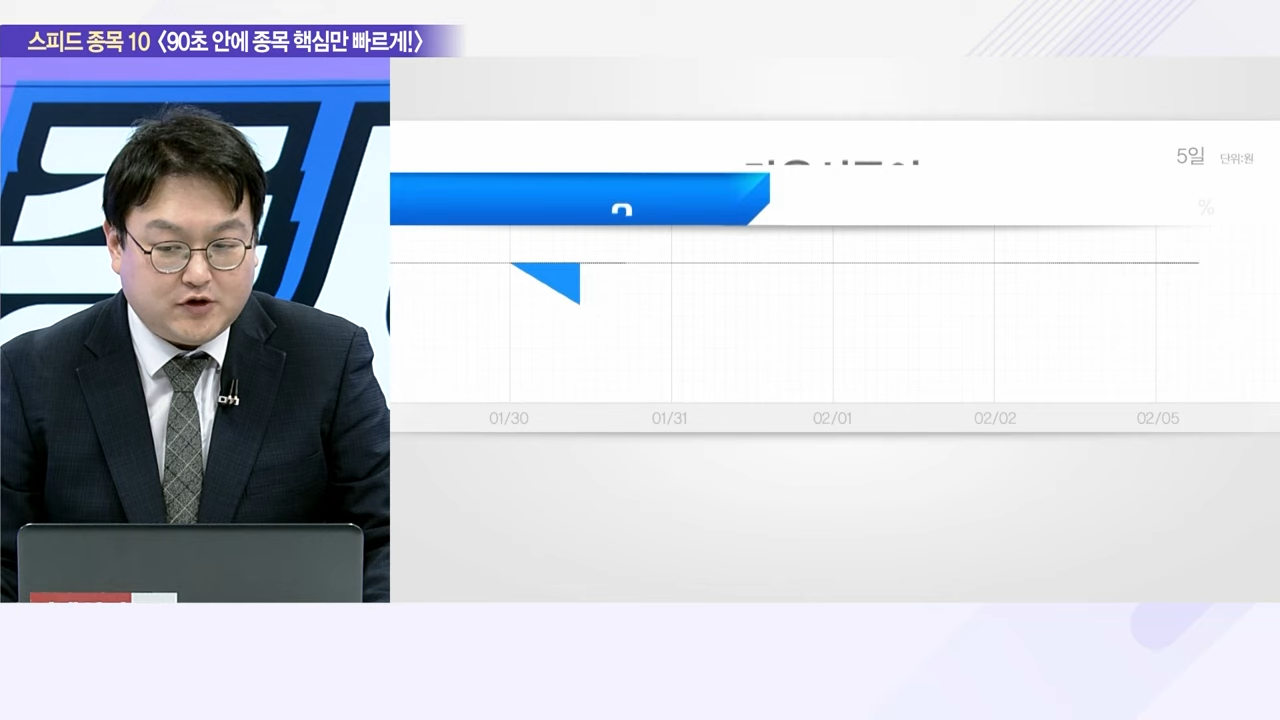 스피드 종목 10 〈90초 안에 종목 핵심만 빠르게!〉
5일 단위:원
%
01/30 01/31 02/01 02/02 02/05